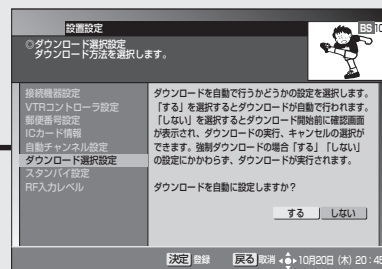 設置設定
BS 10
◎ダウンロード選択設定
ダウンロード方法を選択し
ます。
接続機器設定
VTRコントローラ設定
郵便番号設定
ICカード情報
自動チャンネル設定
ダウンロード選択設定
スタンバイ設定
RF入力レベル
ダウンロードを自動で行うかどうかの設定を選択します。
「する」を選択するとダウンロードが自動で行われます。
「しない」を選択するとダウンロード開始前に確認画面
が表示され、ダウンロードの実行、キャンセルの選択が
できます。強制ダウンロードの場合「する」「しない」
の設定にかかわらず、ダウンロードが実行されます。
ダウンロードを自動に設定しますか？
する しない
決定 登録 戻る 取消 10月20日 (木) 20:45